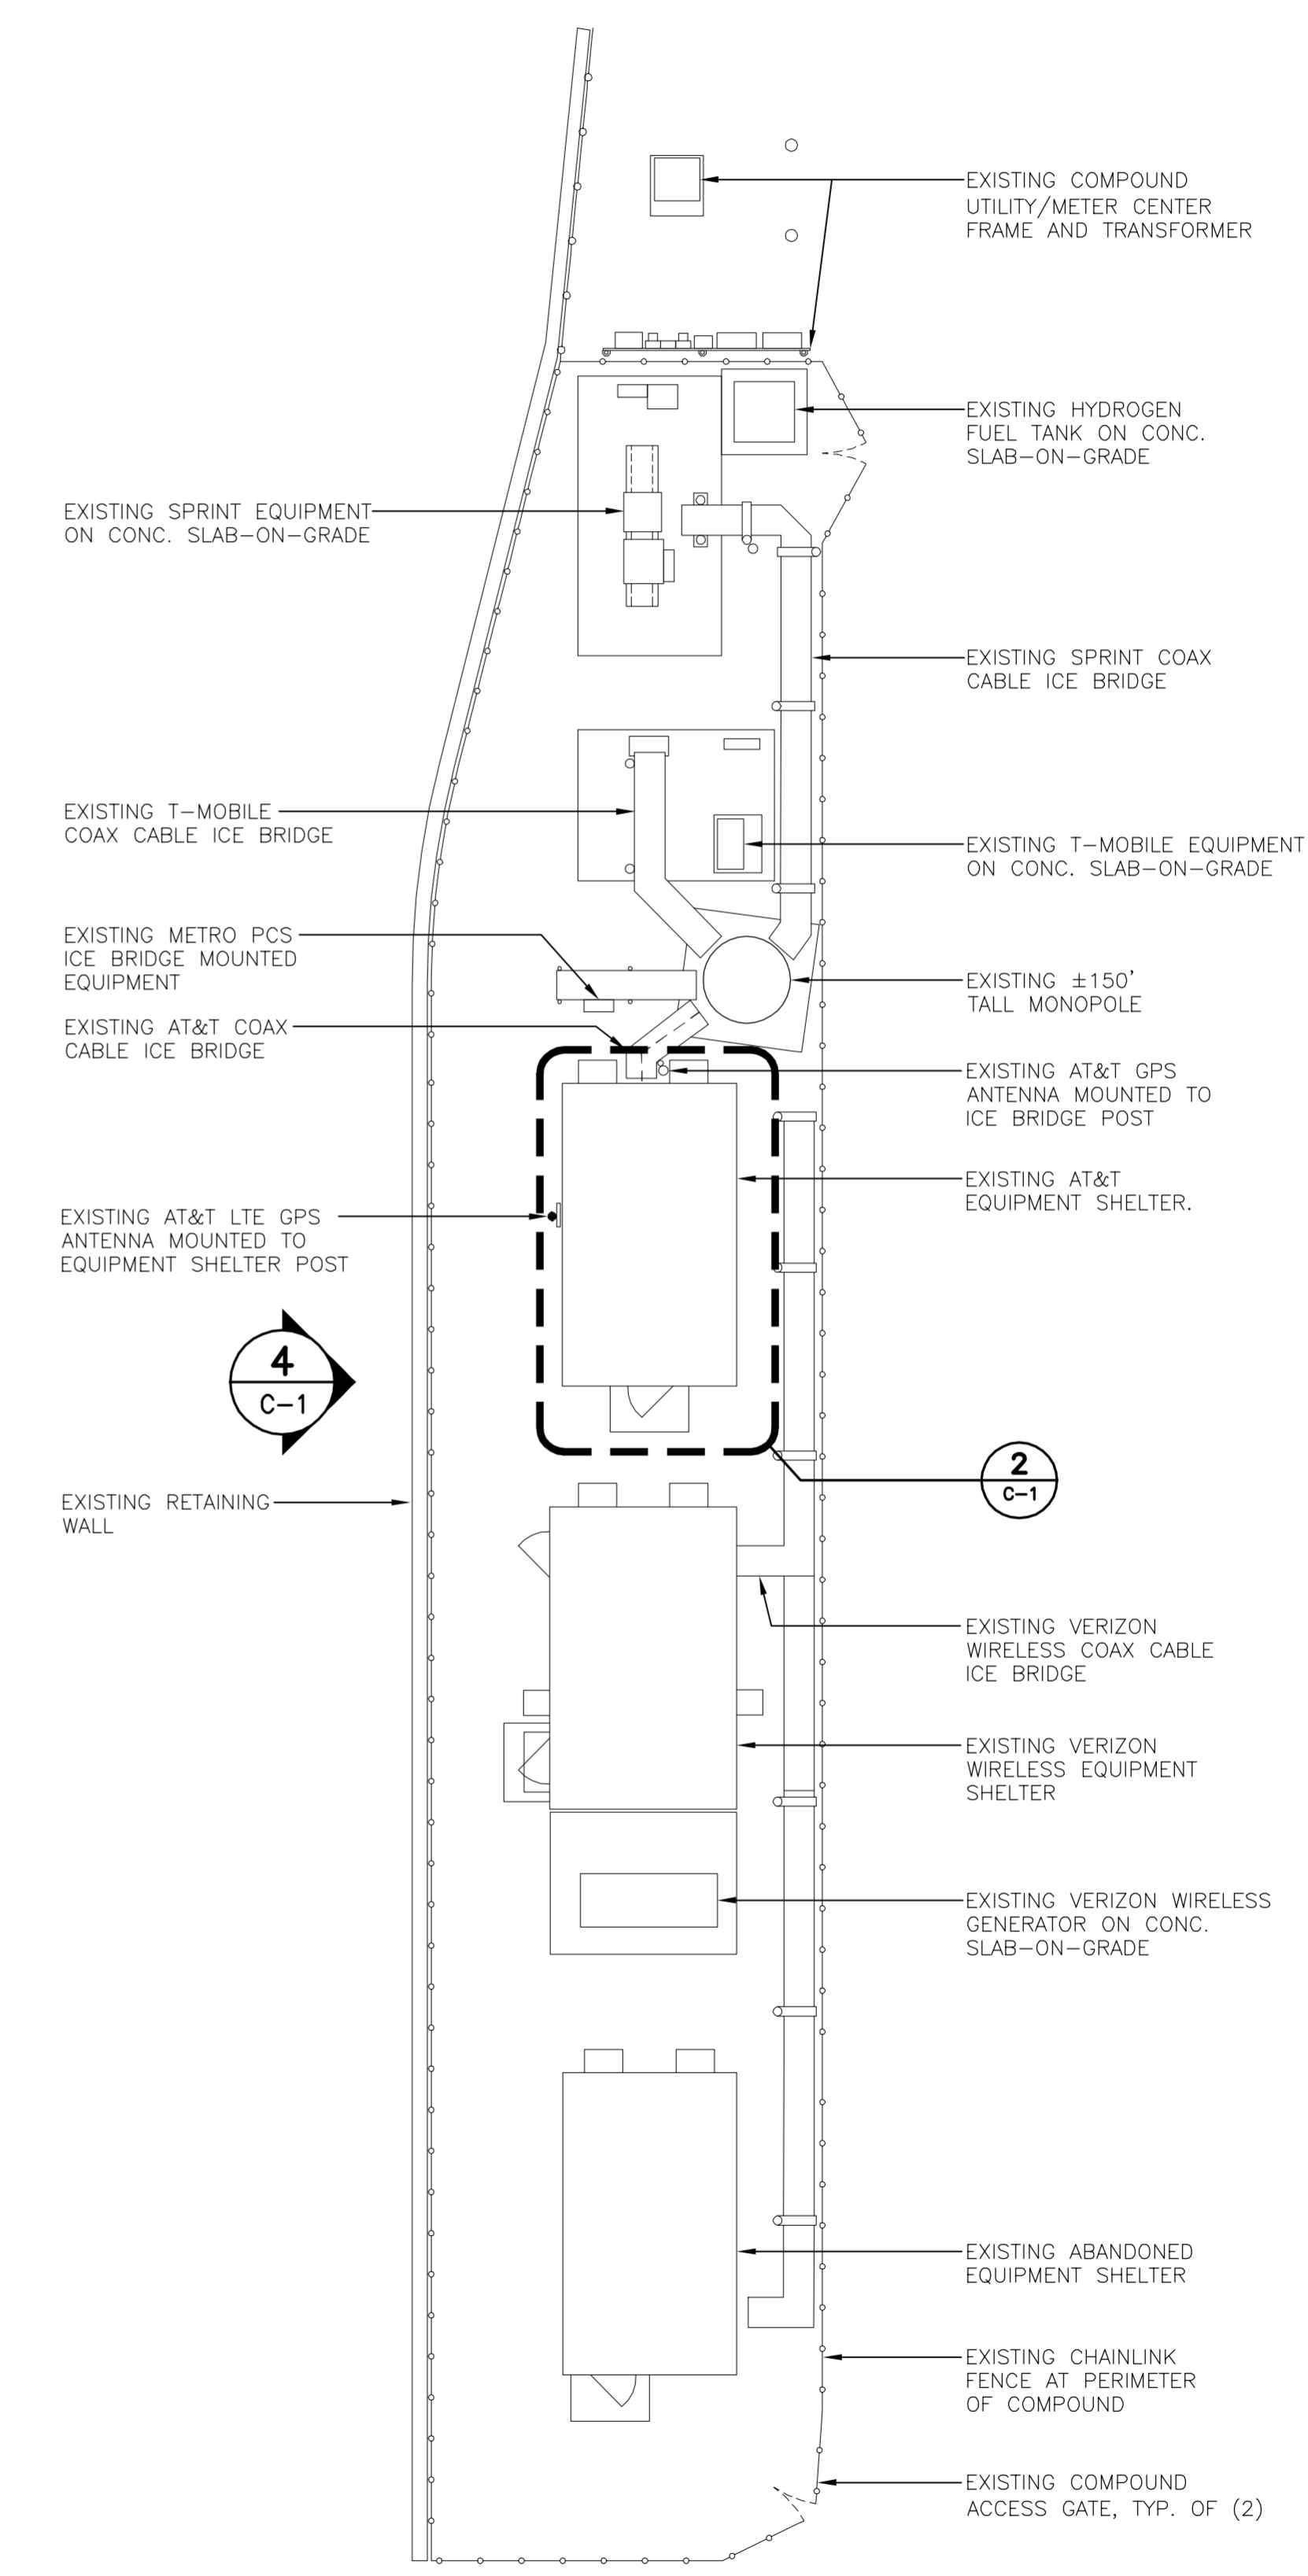 EXISTING COMPOUND
UTILITY/METER CENTER
FRAME AND TRANSFORMER
EXISTING HYDROGEN
FUEL TANK ON CONC.
SLAB-ON-GRADE
EXISTING SPRINT EQUIPMENT
ON CONC. SLAB-ON-GRADE
EXISTING SPRINT COAX
CABLE ICE BRIDGE
EXISTING T-MOBILE
COAX CABLE ICE BRIDGE
EXISTING T-MOBILE EQUIPMENT
ON CONC. SLAB-ON-GRADE
EXISTING METRO PCS
ICE BRIDGE MOUNTED
EQUIPMENT
EXISTING ±150'
TALL MONOPOLE
EXISTING AT&T COAX
CABLE ICE BRIDGE
EXISTING AT&T GPS
ANTENNA MOUNTED TO
ICE BRIDGE POST
EXISTING AT&T
EQUIPMENT SHELTER.
EXISTING AT&T LTE GPS
ANTENNA MOUNTED TO
EQUIPMENT SHELTER POST
4
C-1
2
C-1
EXISTING RETAINING
WALL
EXISTING VERIZON
WIRELESS COAX CABLE
ICE BRIDGE
EXISTING VERIZON
WIRELESS EQUIPMENT
SHELTER
EXISTING VERIZON WIRELESS
GENERATOR ON CONC.
SLAB-ON-GRADE
EXISTING ABANDONED
EQUIPMENT SHELTER
EXISTING CHAINLINK
FENCE AT PERIMETER
OF COMPOUND
EXISTING COMPOUND
ACCESS GATE, TYP. OF (2)